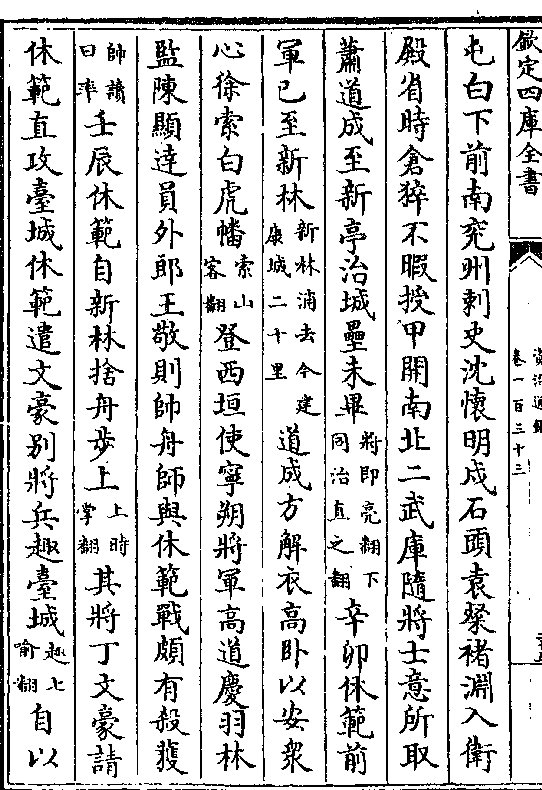 欽定四庫全書
資治通鑑
卷一百三十三
屯白下前南兖州刺史沈懷明戍石頭袁粲褚淵入衛
殿省時倉猝不暇授甲開南北二武庫隨將士意所取
蕭道成至新亭治城壘未畢將即亮翻下同治直之翻辛卯休範前
軍已至新林新林浦去今建康城二十里道成方解衣高卧以安衆
心徐索白虎幡索山客翻登西垣使寧朔將軍高道慶羽林
監陳顯逹員外郎王敬則帥舟師與休範戰頗有殺獲
帥讀曰率壬辰休範自新林捨舟步上上時掌翻其將丁文豪請
休範直攻臺城休範遣文豪别將兵趣臺城趣七喻翻自以